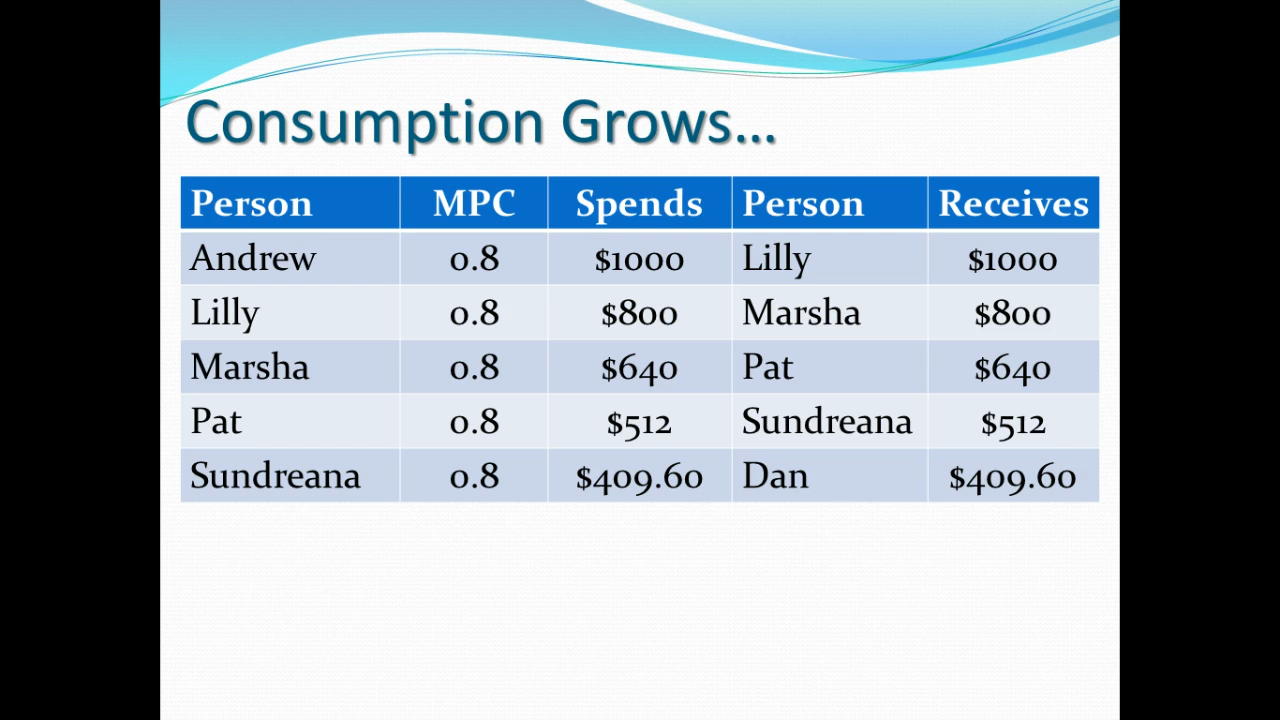 Consumption Grows...
Person MPC Spends Person Receives
Andrew 0.8 $1000 Lilly $1000
Lilly 0.8 $800 Marsha $800
Marsha 0.8 $640 Pat $640
Pat 0.8 $512 Sundreana $512
Sundreana 0.8 $409.60 Dan $409.60